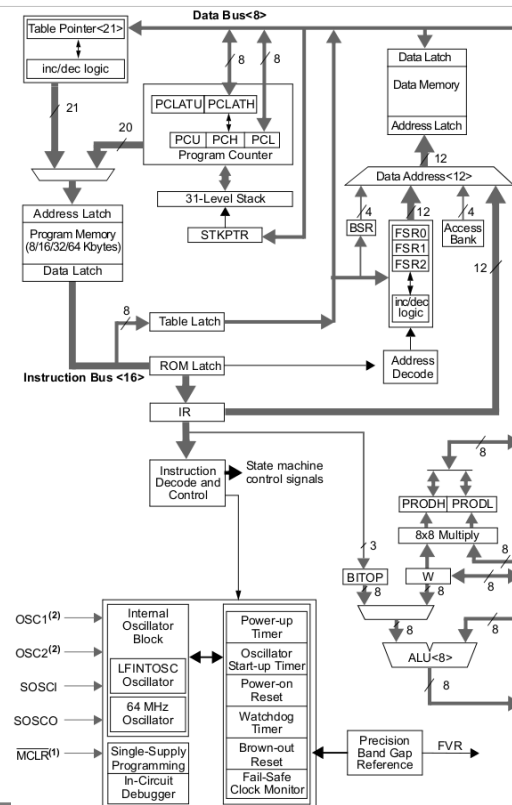 Data Bus<8>
Table Pointer<21>
inc/dec logic
21
20
8
8
PCLATU PCLATH
PCU PCH PCL
Program Counter
31-Level Stack
STKPTR
Data Latch
Data Memory
Address Latch
12
Data Address<12>
4
12
4
BSR
FSR0
FSR1
FSR2
inc/dec
logic
Access
Bank
12
Address Latch
Program Memory
(8/16/32/64 Kbytes)
Data Latch
8
Table Latch
ROM Latch
Instruction Bus <16>
Address
Decode
IR
Instruction
Decode and
Control
State machine
control signals
8
PRODH PRODL
8x8 Multiply
3
8
BITOP
W
8
8
8
8
8
ALU<8>
8
OSC1(2)
OSC2(2)
SOSCI
SOSCO
MCLR(1)
Internal
Oscillator
Block
LFINTOSC
Oscillator
64 MHz
Oscillator
Single-Supply
Programming
In-Circuit
Debugger
Power-up
Timer
Oscillator
Start-up Timer
Power-on
Reset
Watchdog
Timer
Brown-out
Reset
Fail-Safe
Clock Monitor
Precision
Band Gap
Reference
FVR